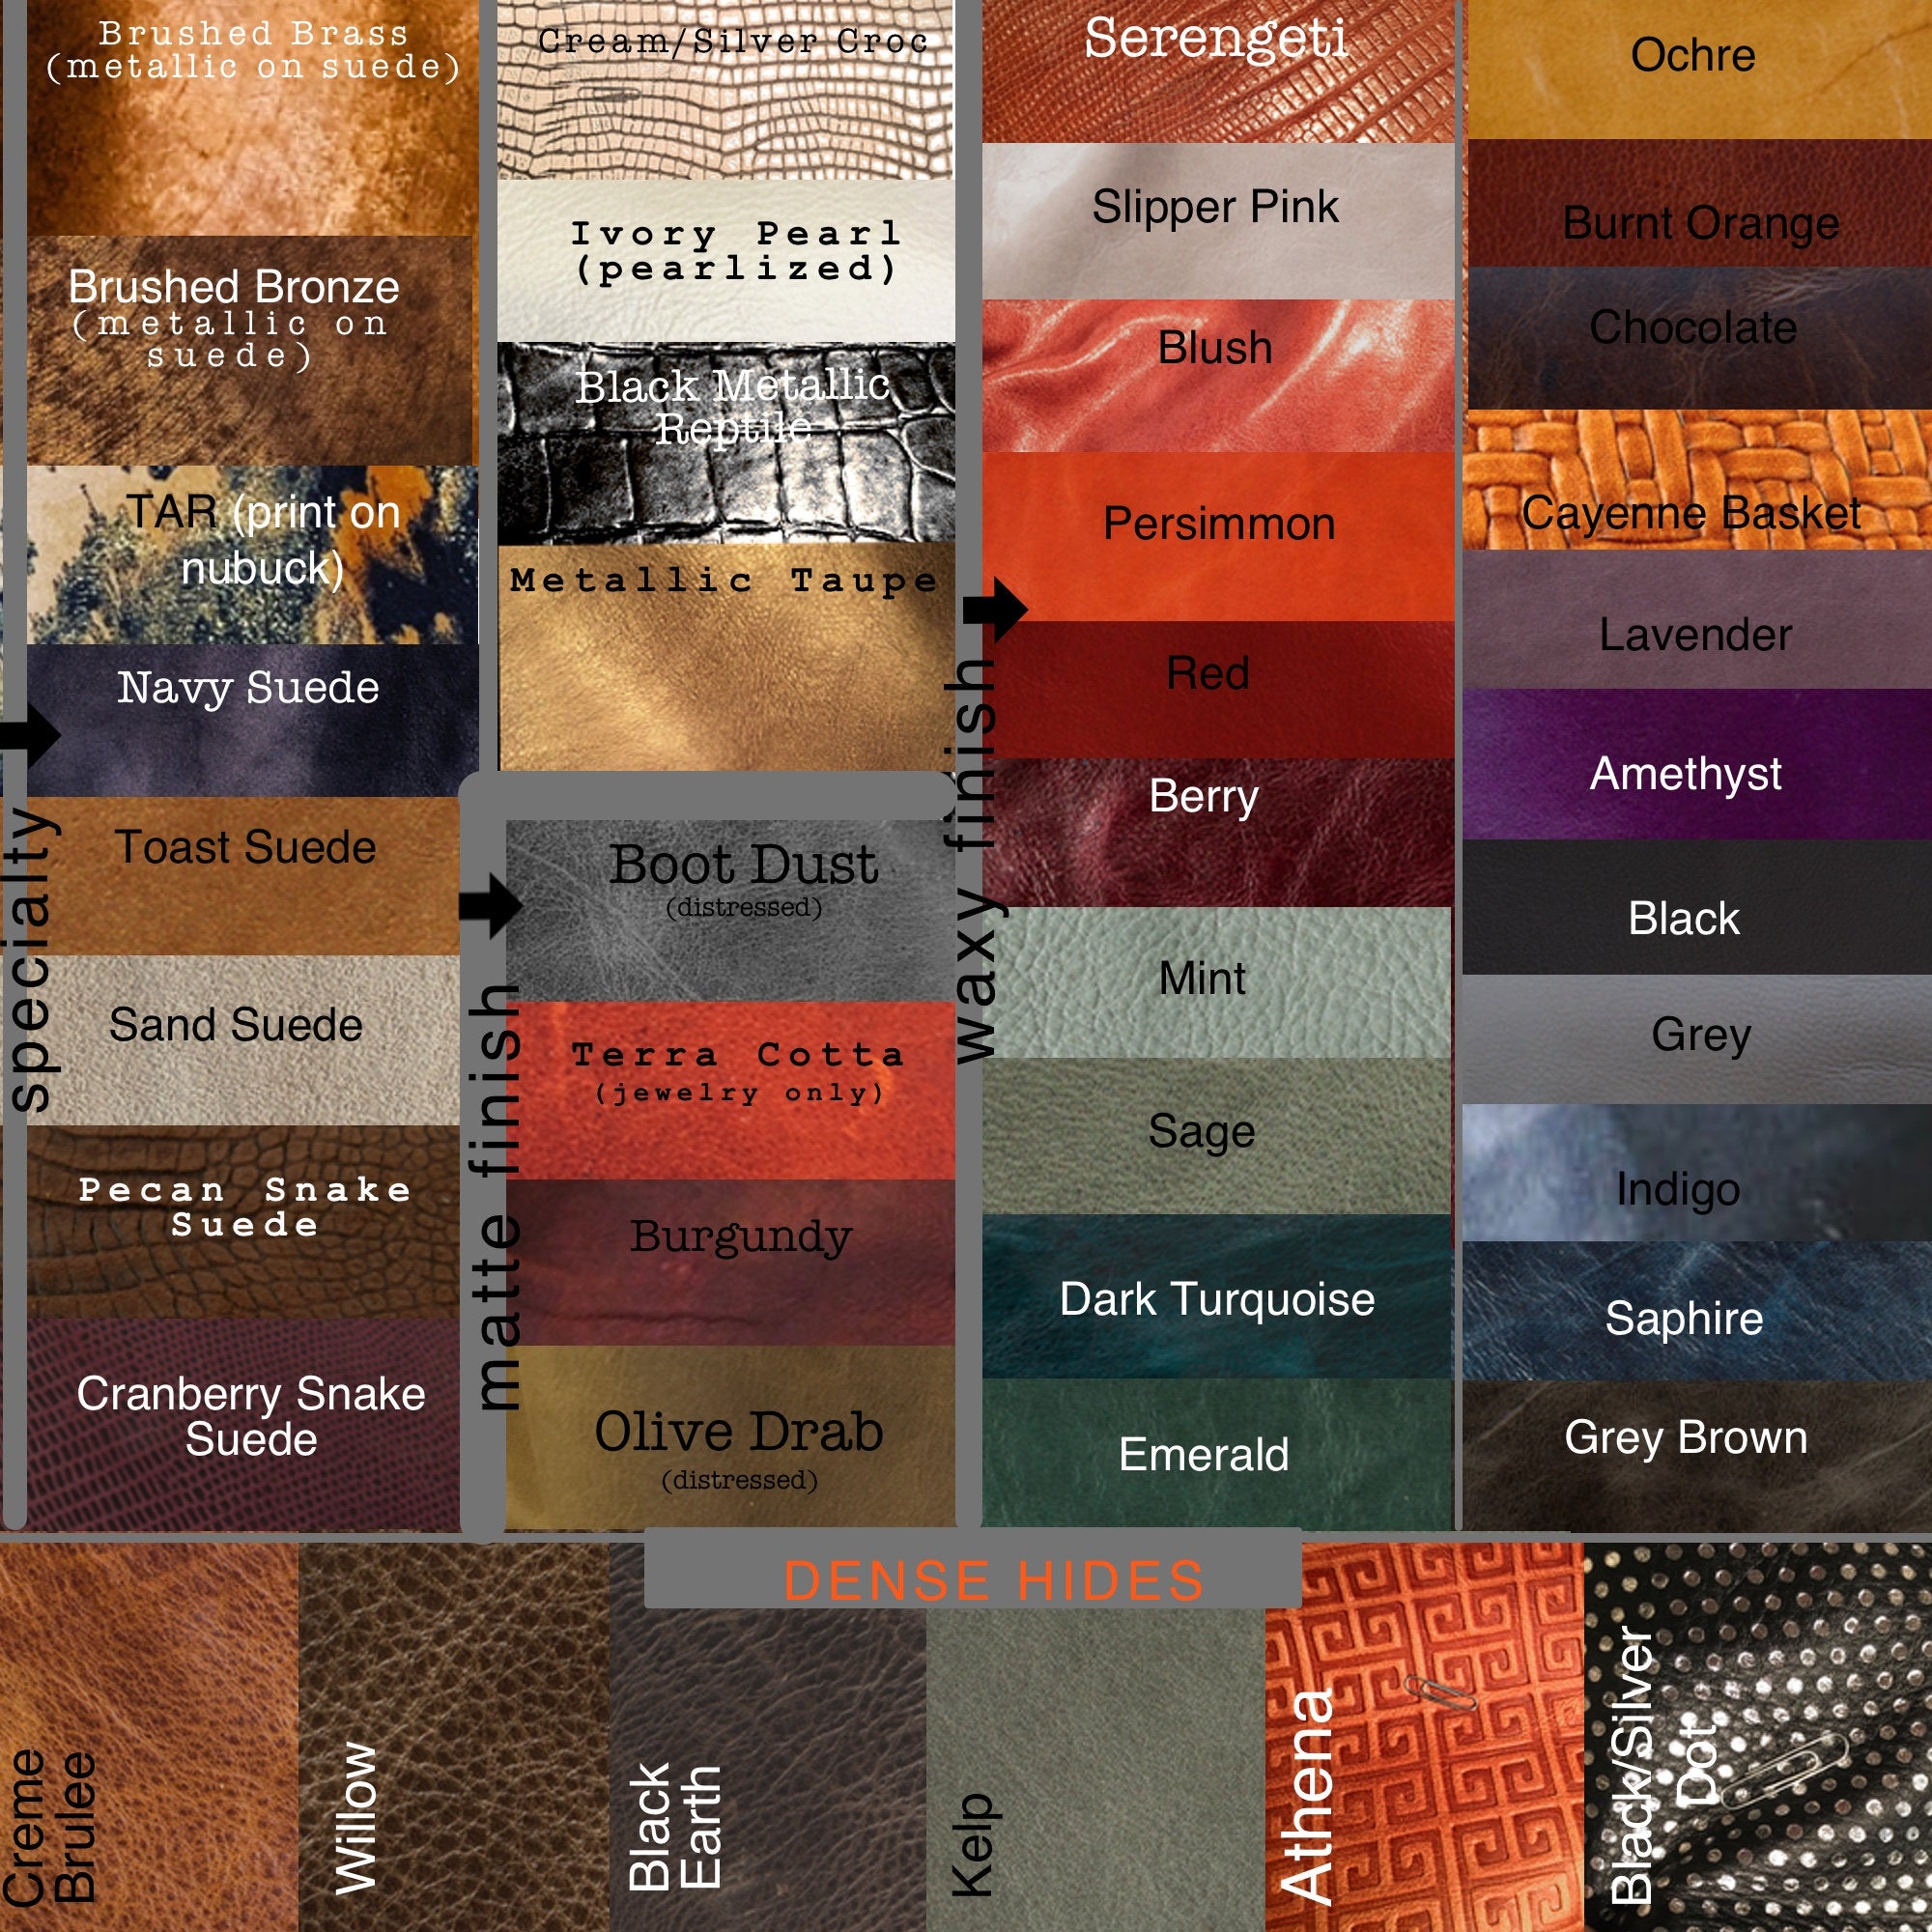 Brushed Brass
(metallic on suede)
Brushed Bronze
(metallic on
suede)
TAR (print on
nubuck)
Navy Suede
Toast Suede
Sand Suede
Pecan Snake
Suede
Cranberry Snake
Suede
specialty
Cream/Silver Croc
Ivory Pearl
(pearlized)
Black Metallic
Reptile
Metallic Taupe
matte finish
Boot Dust
(distressed)
Terra Cotta
(jewelry only)
Burgundy
Olive Drab
(distressed)
waxy finish
Serengeti
Slipper Pink
Blush
Persimmon
Red
Berry
Mint
Sage
Dark Turquoise
Emerald
Ochre
Burnt Orange
Chocolate
Cayenne Basket
Lavender
Amethyst
Black
Grey
Indigo
Saphire
Grey Brown
DENSE HIDES
Creme
Brulee
Willow
Black
Earth
Kelp
Athena
Black/Silver
Dot